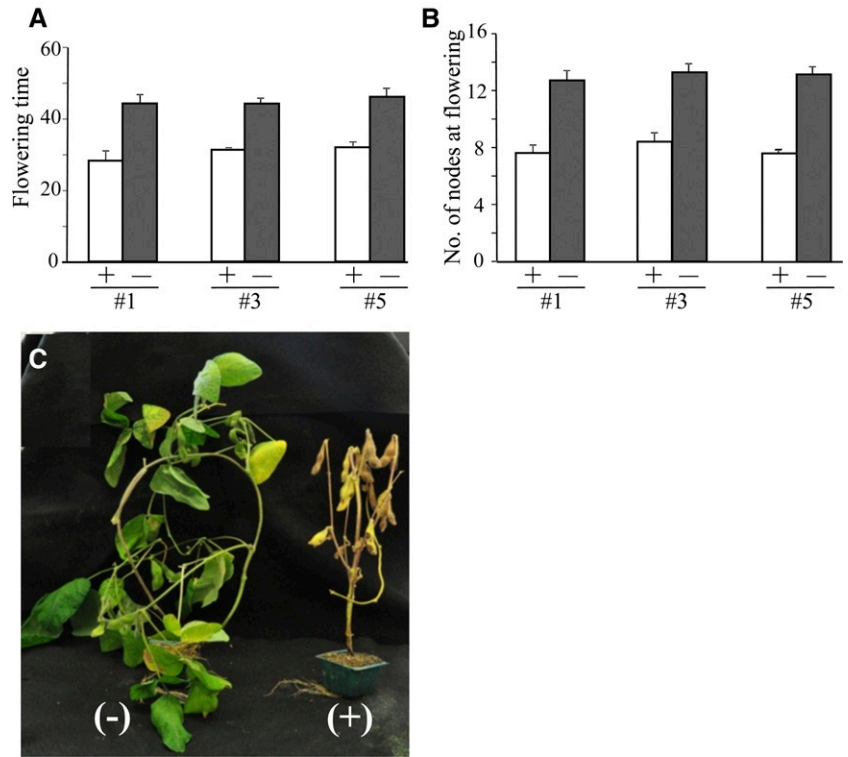 A
Flowering time
60
40
20
0
+ — + — + —
#1 #3 #5
B
No. of nodes at flowering
16
12
8
4
0
+ — + — + —
#1 #3 #5
C
(-) (+)